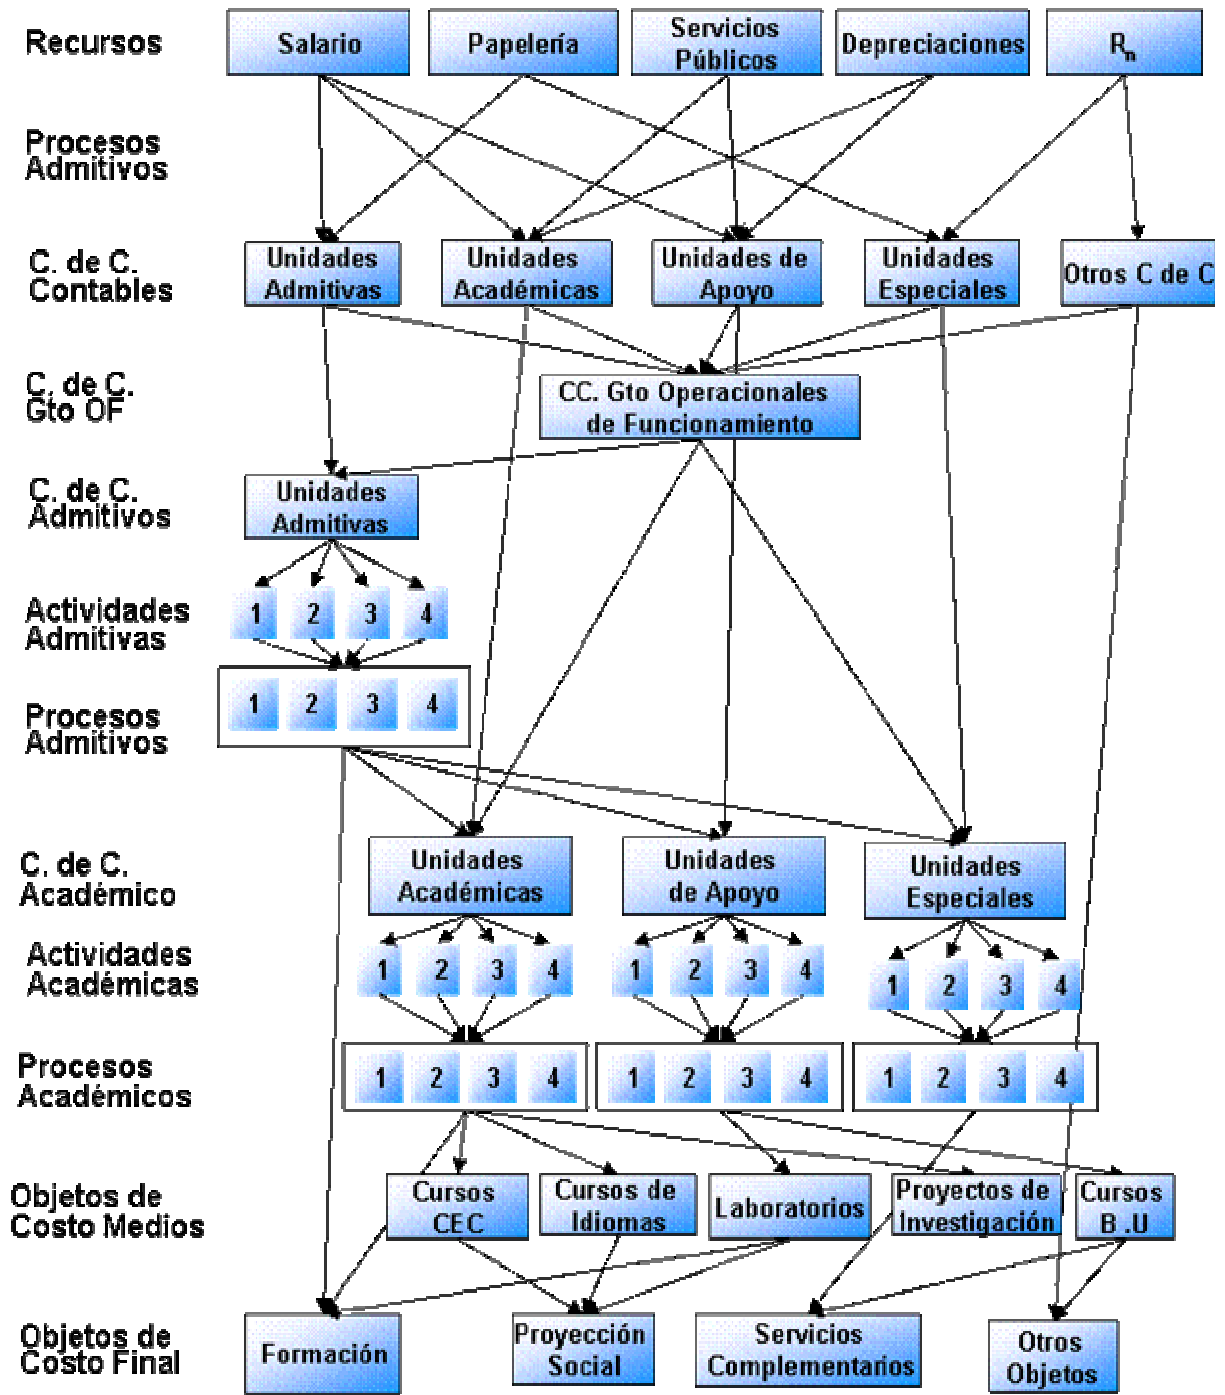 Recursos
Salario
Papelería
Servicios
Públicos
Depreciaciones
Rn
Procesos
Admitivos
C. de C.
Contables
Unidades
Admitivas
Unidades
Académicas
Unidades de
Apoyo
Unidades
Especiales
Otros C de C
C. de C.
Gto OF
CC. Gto Operacionales
de Funcionamiento
C. de C.
Admitivos
Unidades
Admitivas
Actividades
Admitivas
1 2 3 4
Procesos
Admitivos
1 2 3 4
C. de C.
Académico
Unidades
Académicas
Unidades
de Apoyo
Unidades
Especiales
Actividades
Académicas
1 2 3 4
1 2 3 4
1 2 3 4
Procesos
Académicos
1 2 3 4
1 2 3 4
1 2 3 4
Objetos de
Costo Medios
Cursos
CEC
Cursos de
Idiomas
Laboratorios
Proyectos de
Investigación
Cursos
B .U
Objetos de
Costo Final
Formación
Proyección
Social
Servicios
Complementarios
Otros
Objetos